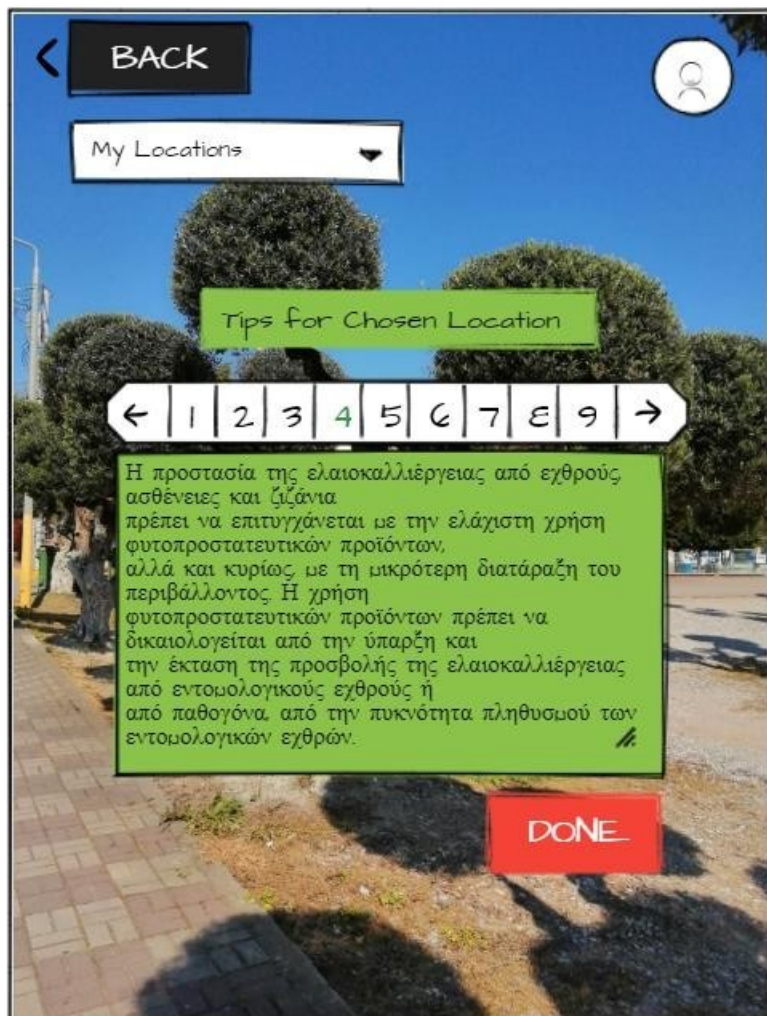 BACK
My Locations
Tips for Chosen Location
← 1 2 3 4 5 6 7 8 9 →
Η προστασία της ελαιοκαλλιέργειας από εχθρούς,
ασθένειες και ζιζάνια
πρέπει να επιτυγχάνεται με την ελάχιστη χρήση
φυτοπροστατευτικών προϊόντων,
αλλά και κυρίως, με τη μικρότερη διατάραξη του
περιβάλλοντος. Η χρήση
φυτοπροστατευτικών προϊόντων πρέπει να
δικαιολογείται από την ύπαρξη και
την έκταση της προσβολής της ελαιοκαλλιέργειας
από εντομολογικούς εχθρούς ή
από παθογόνα, από την πυκνότητα πληθυσμού των
εντομολογικών εχθρών.
DONE